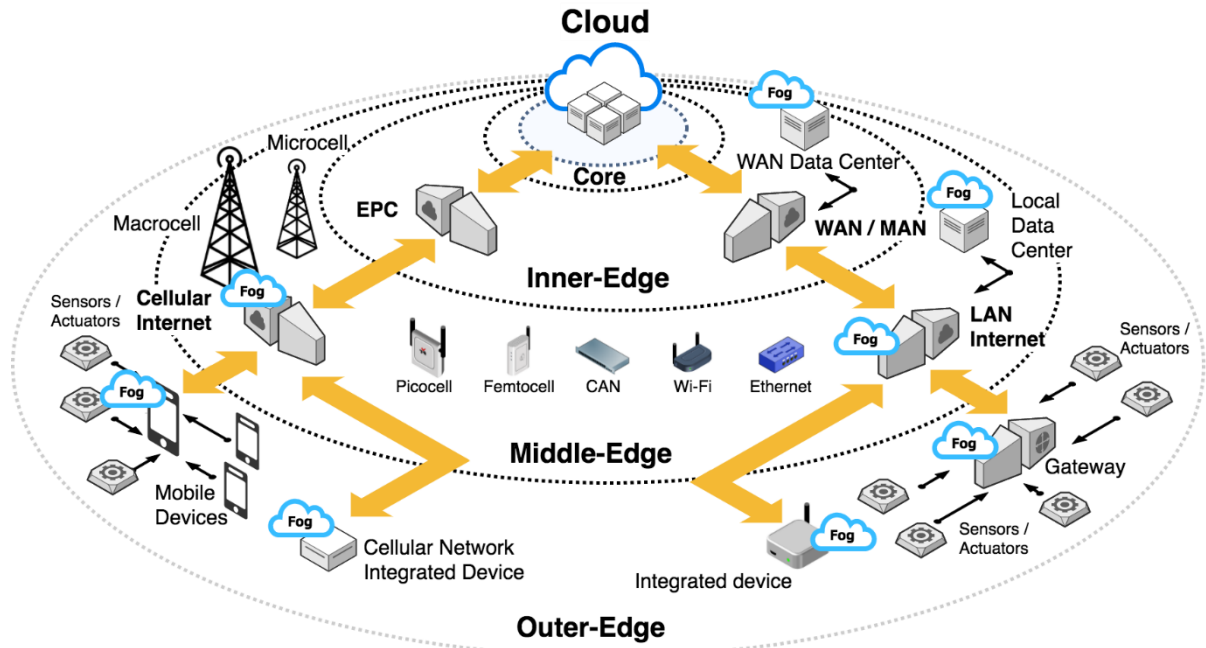 Cloud
Fog
Microcell
WAN Data Center
Core
Fog
Local
Data
Center
Macrocell
EPC
WAN / MAN
Inner-Edge
Fog
Cellular
Internet
Sensors /
Actuators
LAN
Internet
Fog
Sensors /
Actuators
Picocell
Femtocell
CAN
Wi-Fi
Ethernet
Fog
Middle-Edge
Fog
Gateway
Mobile
Devices
Fog
Cellular Network
Integrated Device
Fog
Integrated device
Sensors /
Actuators
Outer-Edge